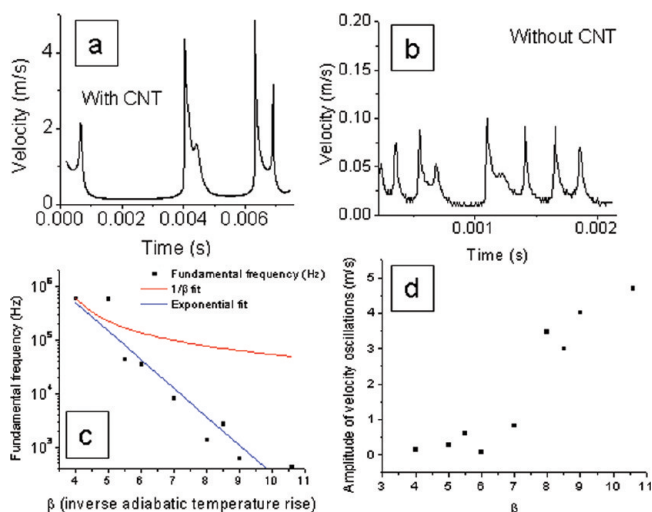 a
With CNT
Velocity (m/s)
4
2
0
0.000 0.002 0.004 0.006
Time (s)
b
Without CNT
Velocity (m/s)
0.20
0.15
0.10
0.05
0.00
0.001 0.002
Time (s)
Fundamental frequency (Hz)
1/β fit
Exponential fit
Fundamental frequency (Hz)
10⁶
10⁵
10⁴
10³
c
4 5 6 7 8 9 10 11
β (inverse adiabatic temperature rise)
d
Amplitude of velocity oscillations (m/s)
5
4
3
2
1
0
3 4 5 6 7 8 9 10 11
β